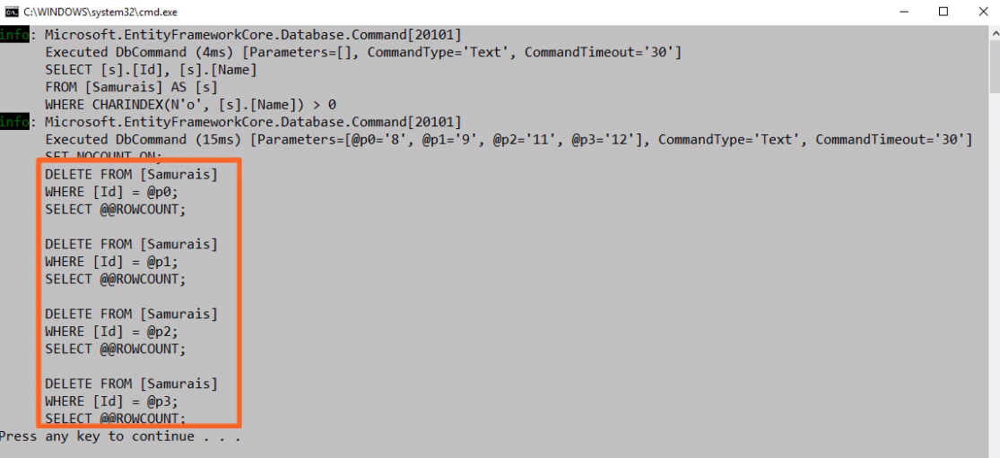 C:\WINDOWS\system32\cmd.exe
info: Microsoft.EntityFrameworkCore.Database.Command[20101]
Executed DbCommand (4ms) [Parameters=[], CommandType='Text', CommandTimeout='30']
SELECT [s].[Id], [s].[Name]
FROM [Samurais] AS [s]
WHERE CHARINDEX(N'o', [s].[Name]) > 0
info: Microsoft.EntityFrameworkCore.Database.Command[20101]
Executed DbCommand (15ms) [Parameters=[@p0='8', @p1='9', @p2='11', @p3='12'], CommandType='Text', CommandTimeout='30']
SET NOCOUNT ON;
DELETE FROM [Samurais]
WHERE [Id] = @p0;
SELECT @@ROWCOUNT;
DELETE FROM [Samurais]
WHERE [Id] = @p1;
SELECT @@ROWCOUNT;
DELETE FROM [Samurais]
WHERE [Id] = @p2;
SELECT @@ROWCOUNT;
DELETE FROM [Samurais]
WHERE [Id] = @p3;
SELECT @@ROWCOUNT;
Press any key to continue . . .